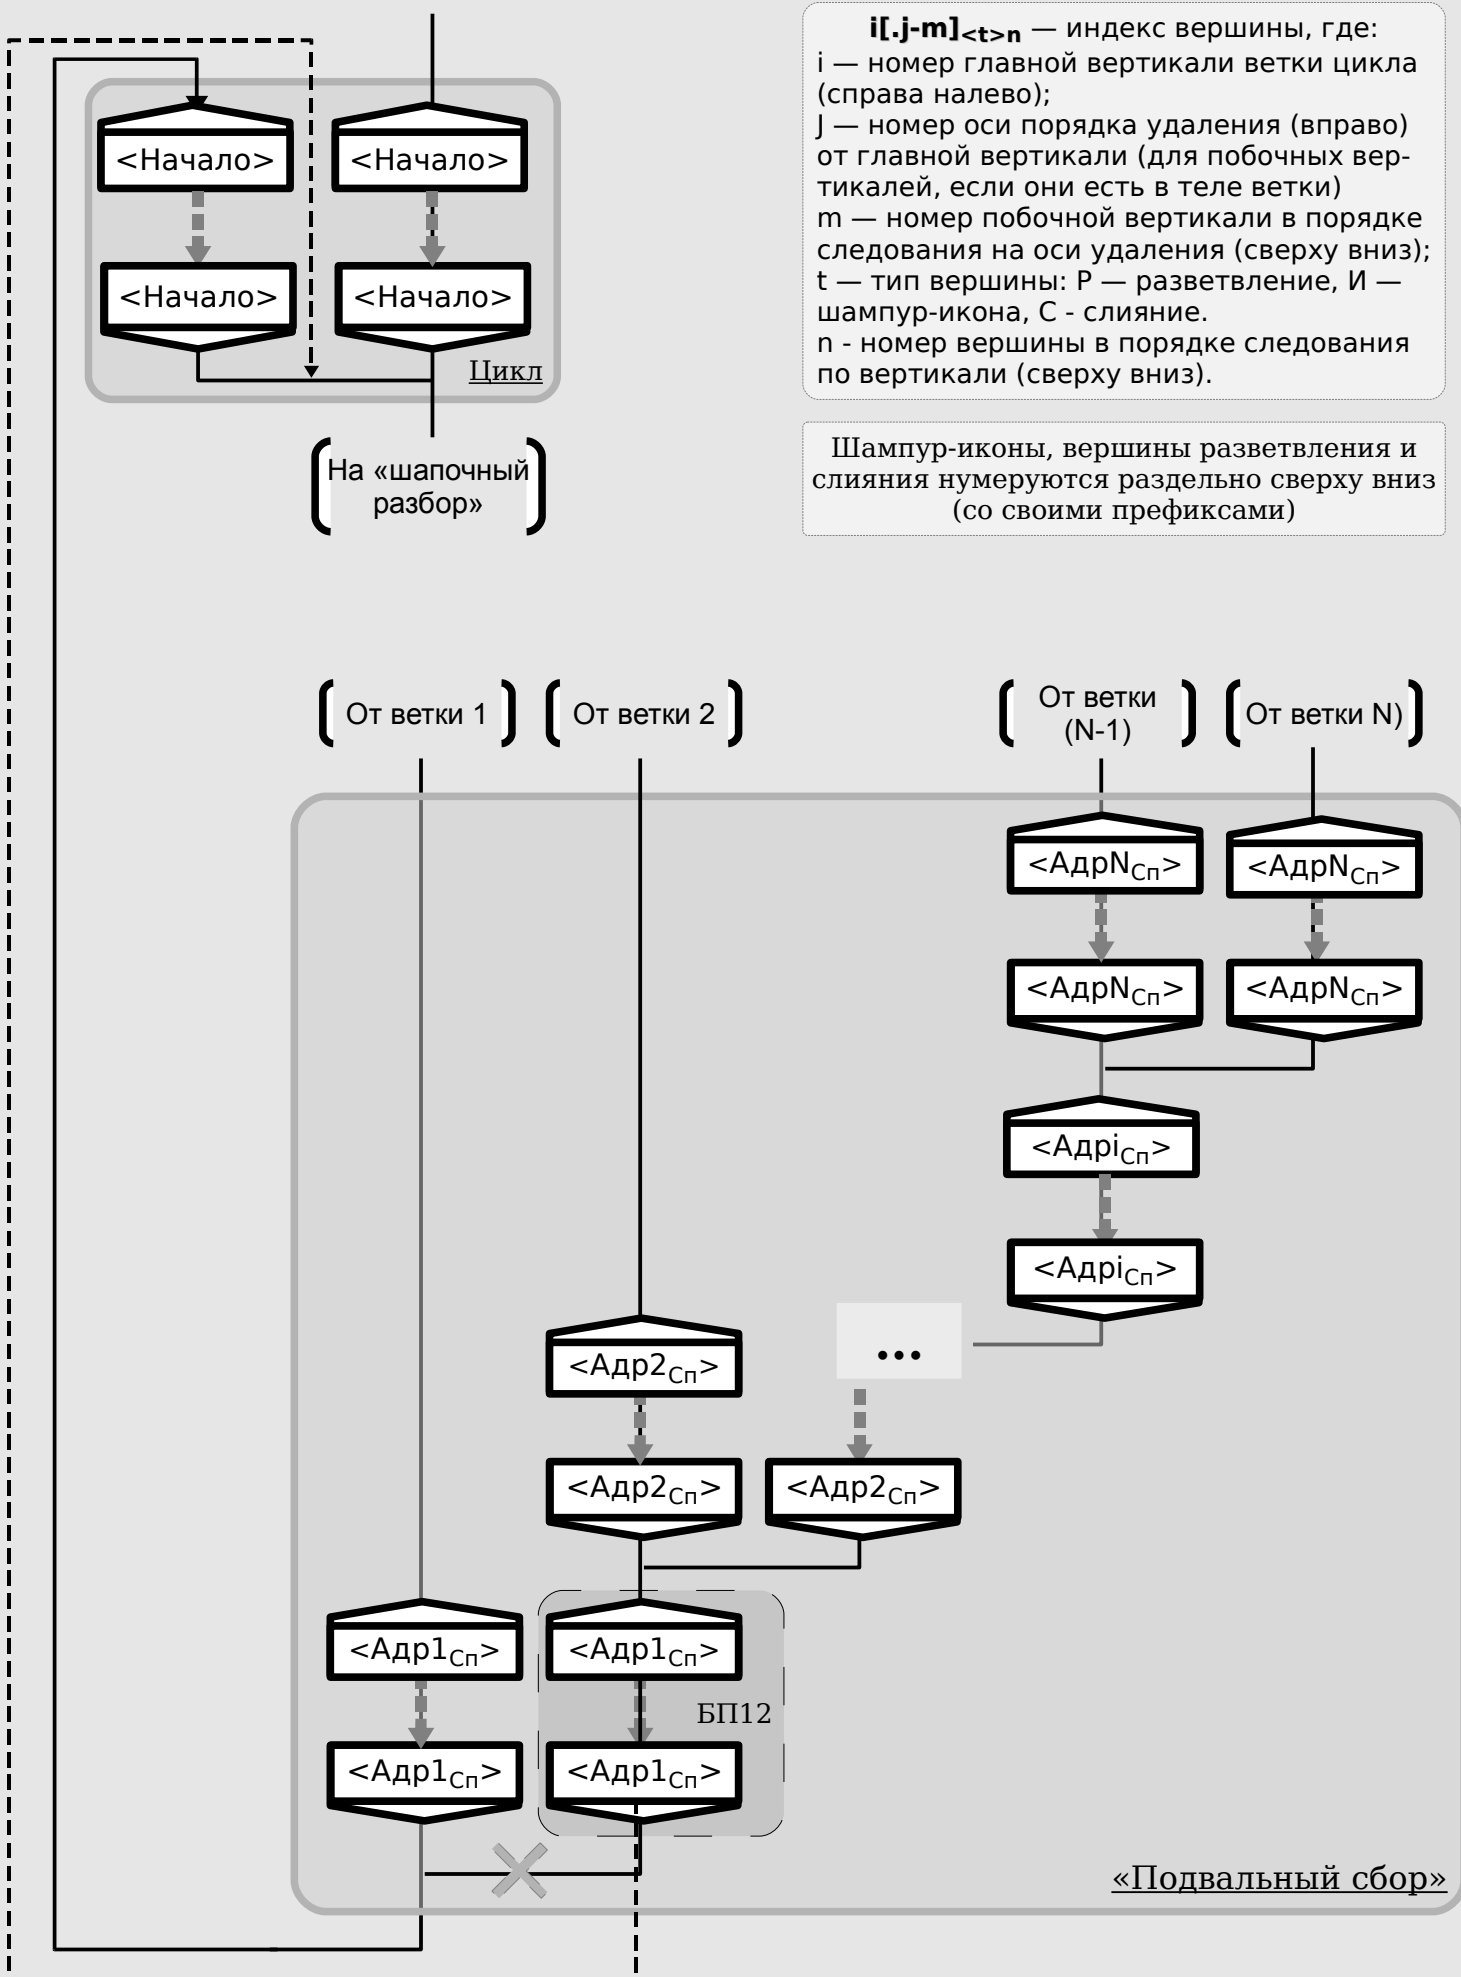 i[.j-m]<t>n — индекс вершины, где:
i — номер главной вертикали ветки цикла
(справа налево);
J — номер оси порядка удаления (вправо)
от главной вертикали (для побочных вер-
тикалей, если они есть в теле ветки)
m — номер побочной вертикали в порядке
следования на оси удаления (сверху вниз);
t — тип вершины: Р — разветвление, И —
шампур-икона, С - слияние.
n - номер вершины в порядке следования
по вертикали (сверху вниз).
<Начало>
<Начало>
<Начало>
<Начало>
Цикл
На «шапочный
разбор»
Шампур-иконы, вершины разветвления и
слияния нумеруются раздельно сверху вниз
(со своими префиксами)
От ветки 1
От ветки 2
От ветки
(N-1)
От ветки N)
<АдрNСп>
<АдрNСп>
<АдрNСп>
<АдрNСп>
<АдрiСп>
<АдрiСп>
...
<Адр2Сп>
<Адр2Сп>
<Адр2Сп>
<Адр1Сп>
<Адр1Сп>
БП12
<Адр1Сп>
<Адр1Сп>
«Подвальный сбор»